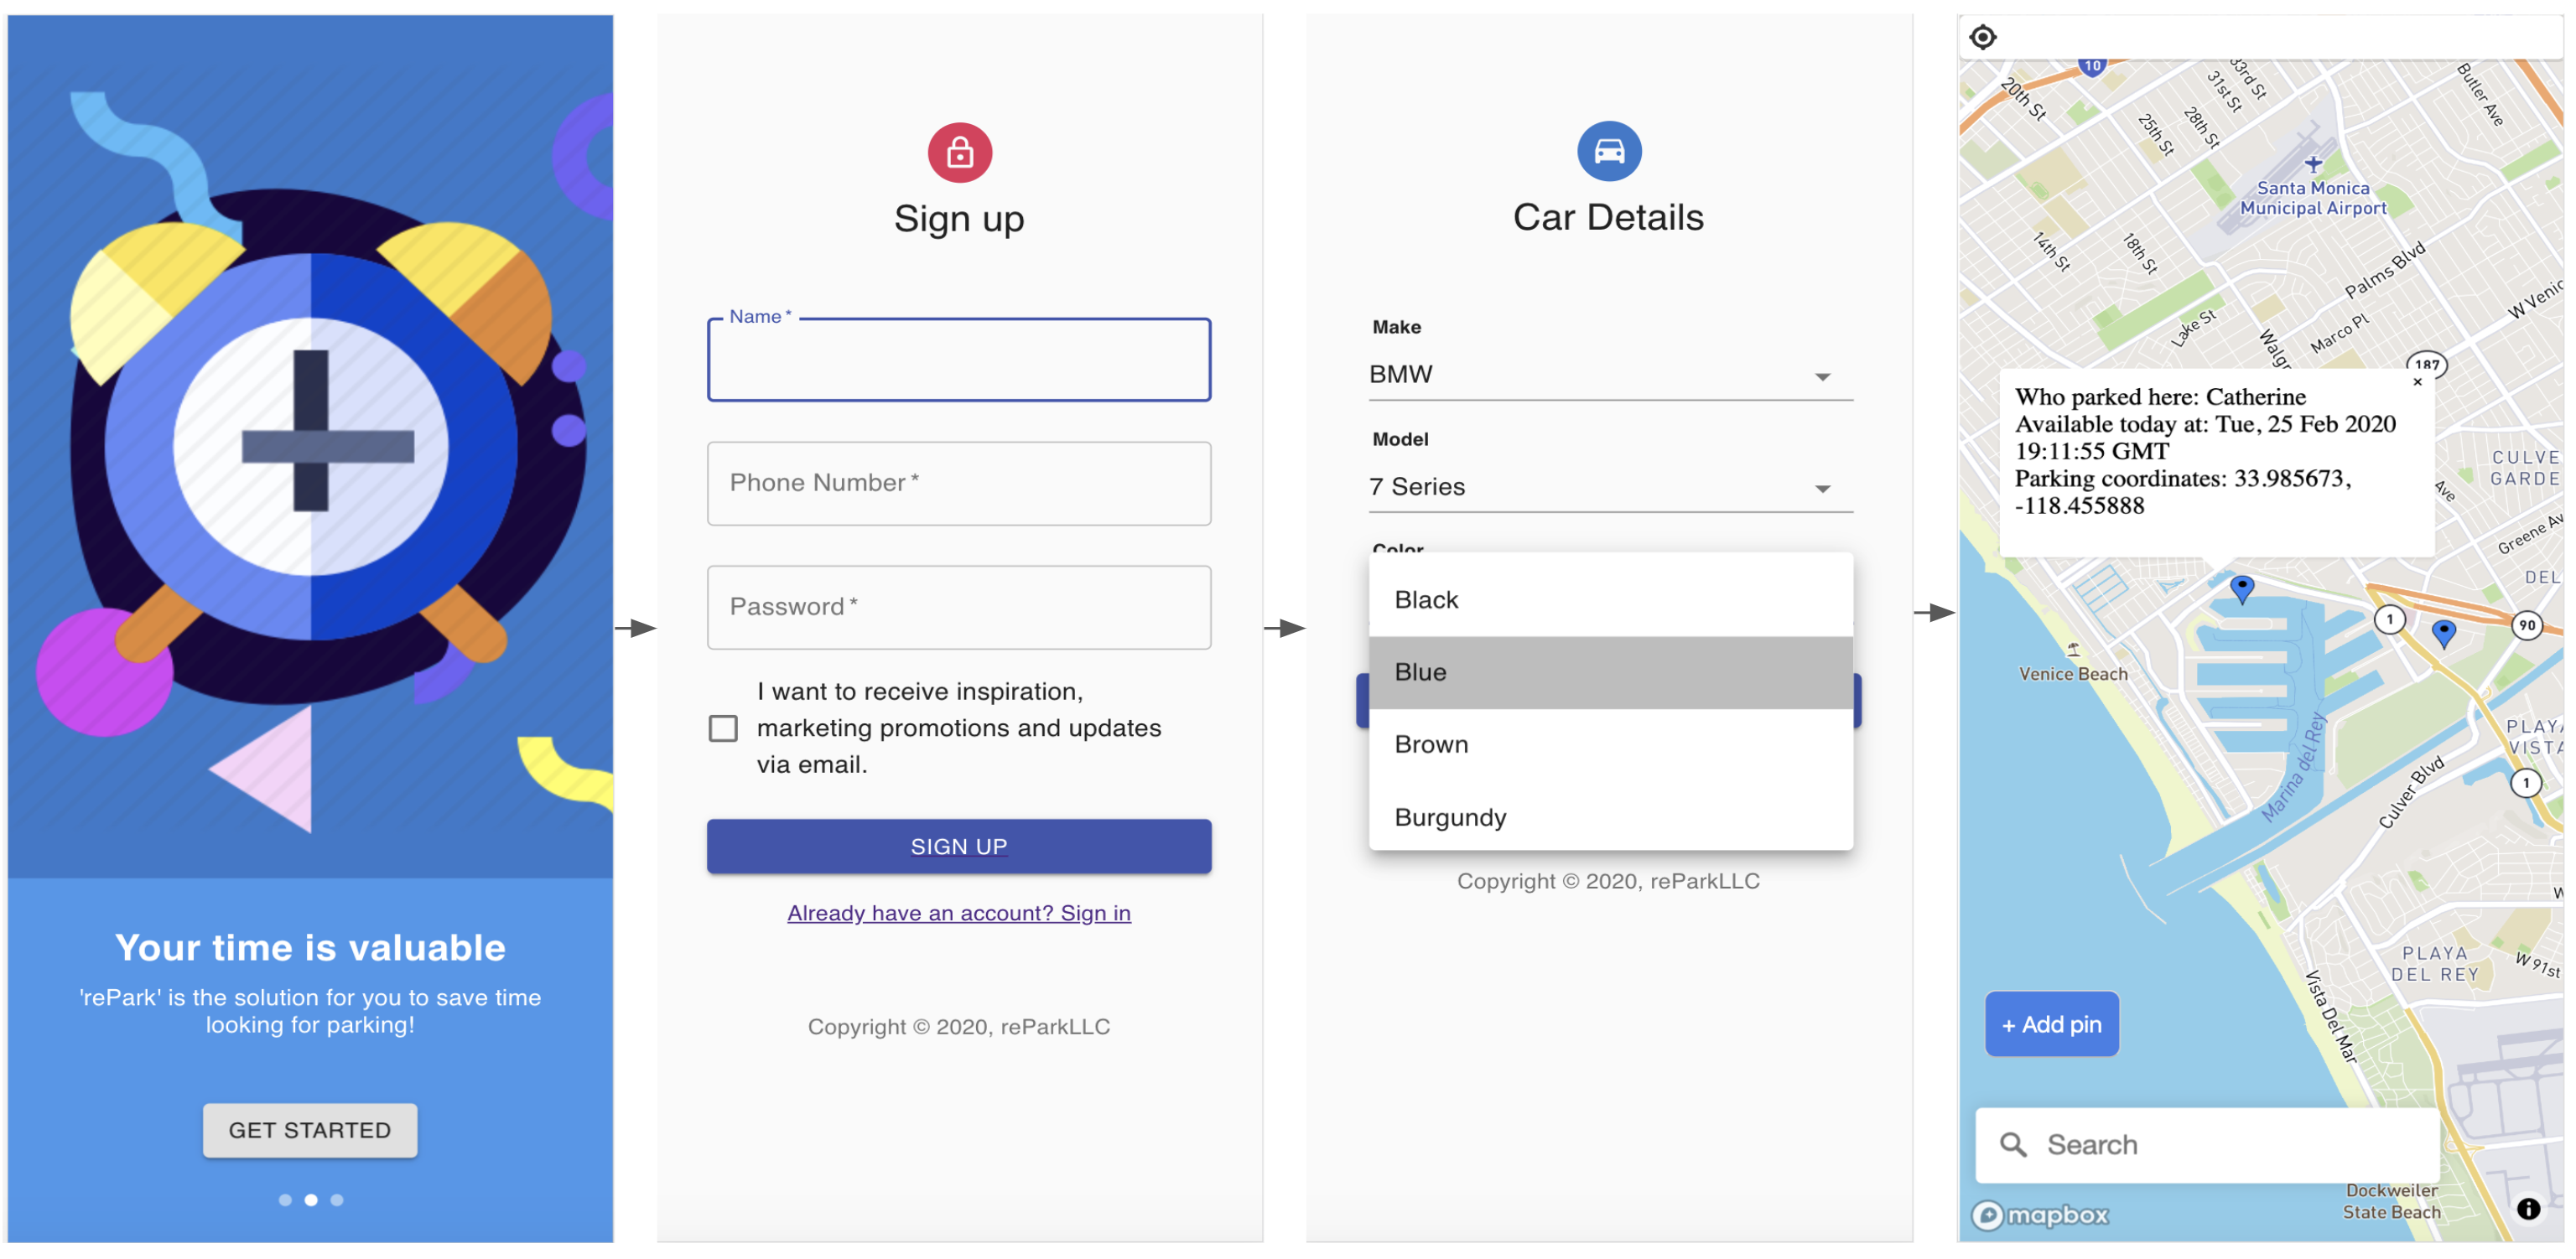 Your time is valuable
'rePark' is the solution for you to save time
looking for parking!
GET STARTED
Sign up
Name *
Phone Number *
Password *
I want to receive inspiration,
marketing promotions and updates
via email.
SIGN UP
Already have an account? Sign in
Copyright © 2020, reParkLLC
Car Details
Make
BMW
Model
7 Series
Color
Black
Blue
Brown
Burgundy
Copyright © 2020, reParkLLC
10
20th St
33rd St
31st St
28th St
25th St
Butler Ave
Santa Monica
Municipal Airport
14th St
18th St
Palms Blvd
W Venic
Lake St
Marco Pl
Walgr
187
×
Who parked here: Catherine
Available today at: Tue, 25 Feb 2020
19:11:55 GMT
Parking coordinates: 33.985673,
-118.455888
CULVE
GARDE
Ave
Greene Av
DEL
1
90
Venice Beach
Marina del Rey
PLAYA
VISTA
1
Culver Blvd
W
PLAYA
DEL REY
W 91st
Vista Del Mar
+ Add pin
Search
Dockweiler
State Beach
mapbox